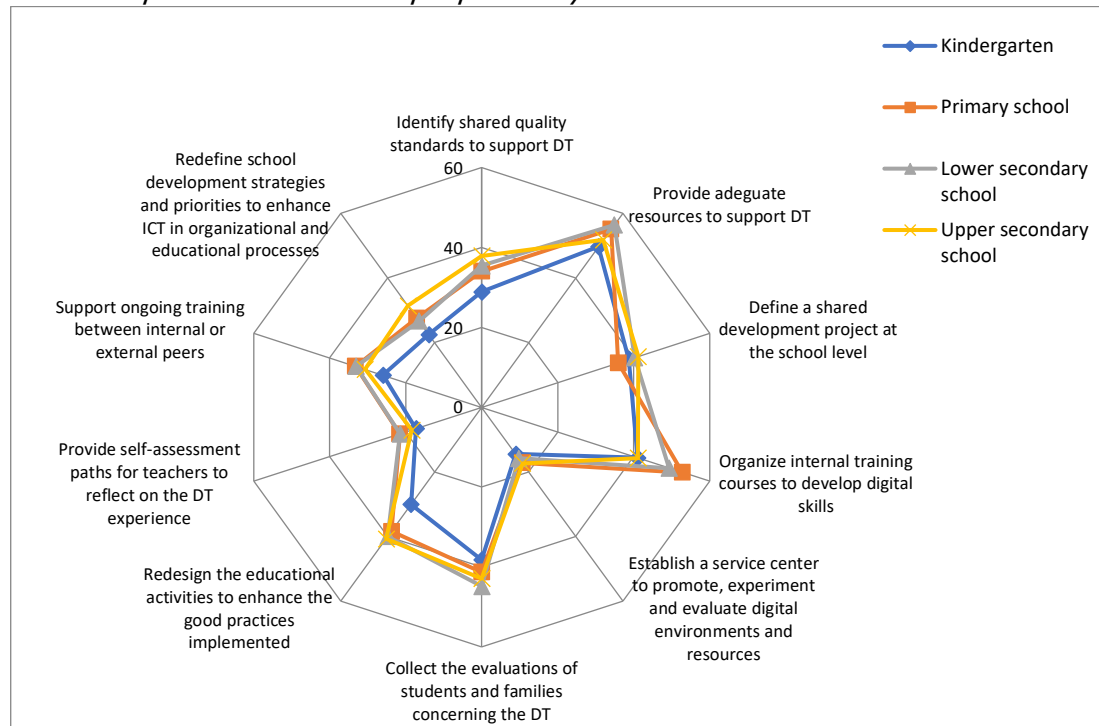 Kindergarten
Primary school
Lower secondary
school
Upper secondary
school
Identify shared quality
standards to support DT
Provide adeguate
resources to support DT
Define a shared
development project at
the school level
Organize internal training
courses to develop digital
skills
Establish a service center
to promote, experiment
and evaluate digital
environments and
resources
Collect the evaluations of
students and families
concerning the DT
Redesign the educational
activities to enhance the
good practices
implemented
Provide self-assessment
paths for teachers to
reflect on the DT
experience
Support ongoing training
between internal or
external peers
Redefine school
development strategies
and priorities to enhance
ICT in organizational and
educational processes
60
40
20
0